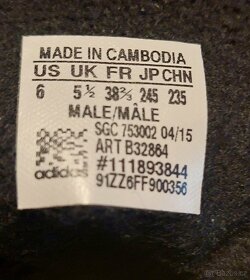 MADE IN CAMBODIA
US UK FR JP CHN
6 5½ 38⅔ 245 235
MALE/MÂLE
SGC 753002 04/15
ART B32864
#111893844
adidas 91ZZ6FF900356